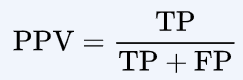 PPV = TP / (TP + FP)